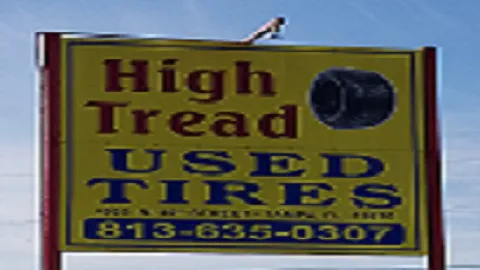 High
Tread
USED
TIRES
813-635-0307